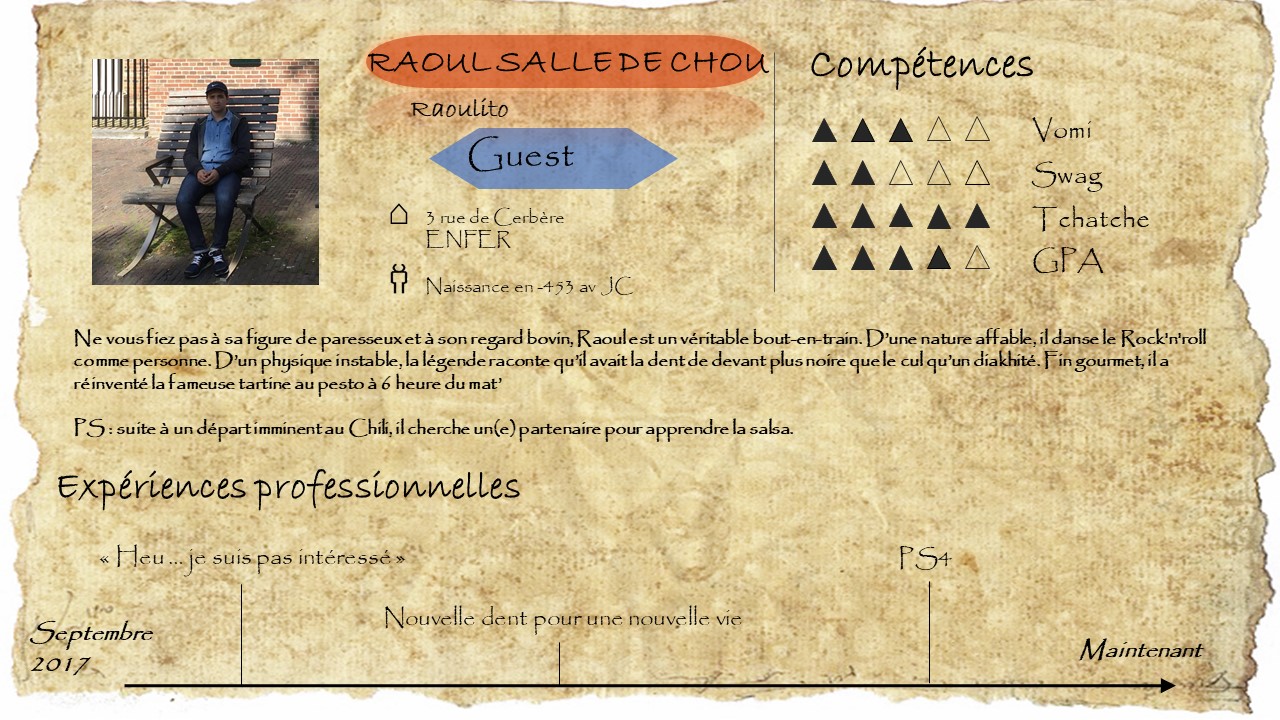 RAOUL SALLE DE CHOU
Raoulito
Guest
3 rue de Cerbère
ENFER
Naissance en -453 av JC
Compétences
Vomi
Swag
Tchatche
GPA
Ne vous fiez pas à sa figure de paresseux et à son regard bovin, Raoul est un véritable bout-en-train. D’une nature affable, il danse le Rock’n’roll
comme personne. D’un physique instable, la légende raconte qu’il avait la dent de devant plus noire que le cul qu’un diakhité. Fin gourmet, il a
réinventé la fameuse tartine au pesto à 6 heure du mat’
PS : suite à un départ imminent au Chili, il cherche un(e) partenaire pour apprendre la salsa.
Expériences professionnelles
« Heu ... je suis pas intéressé »
PS4
Nouvelle dent pour une nouvelle vie
Septembre
2017
Maintenant